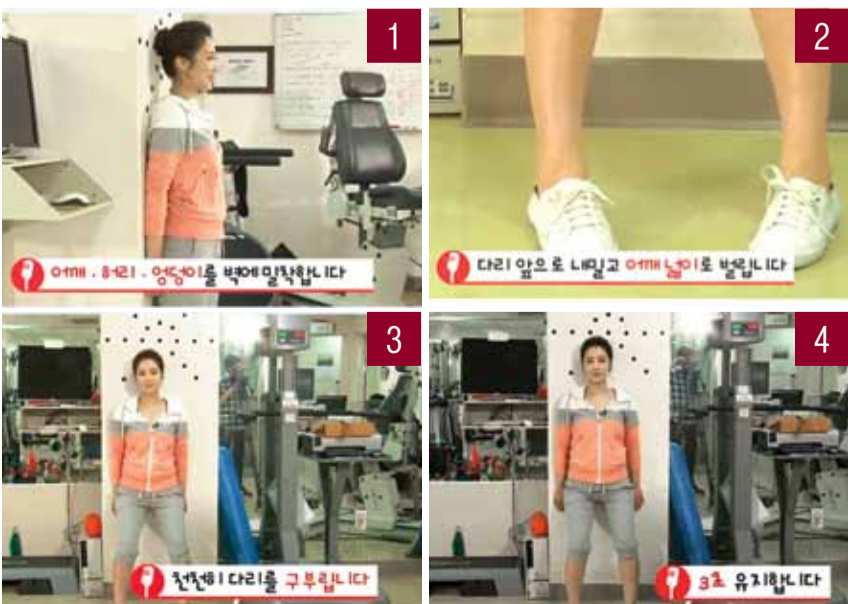 1
어깨 · 허리 · 엉덩이를 벽에 밀착합니다
2
다리 앞으로 내밀고 어깨 넓이로 벌립니다
3
천천히 다리를 구부립니다
4
3초 유지합니다